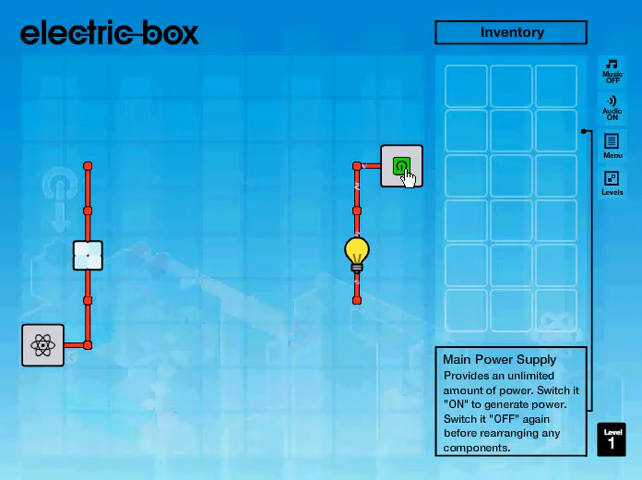 electric box
Inventory
Music
OFF
Audio
ON
Menu
Levels
Main Power Supply
Provides an unlimited
amount of power. Switch it
"ON" to generate power.
Switch it "OFF" again
before rearranging any
components.
Level
1